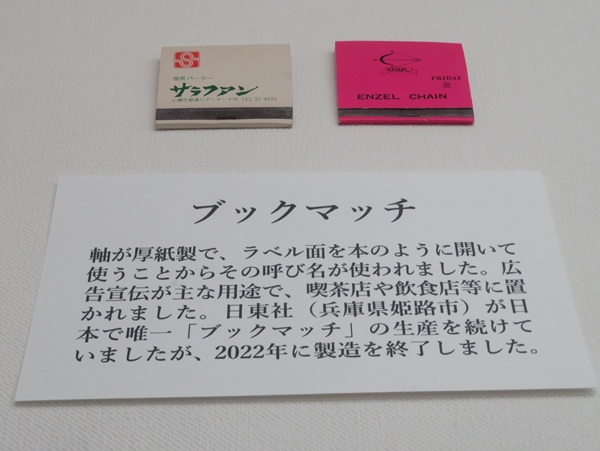 喫茶パーラー
サラファン
TEL
ENZEL
FRIDAY
金
ENZEL CHAIN
ブックマッチ
軸が厚紙製で、ラベル面を本のように開いて
使うことからその呼び名が使われました。広
告宣伝が主な用途で、喫茶店や飲食店等に置
かれました。日東社（兵庫県姫路市）が日
本で唯一「ブックマッチ」の生産を続けて
いましたが、2022年に製造を終了しました。